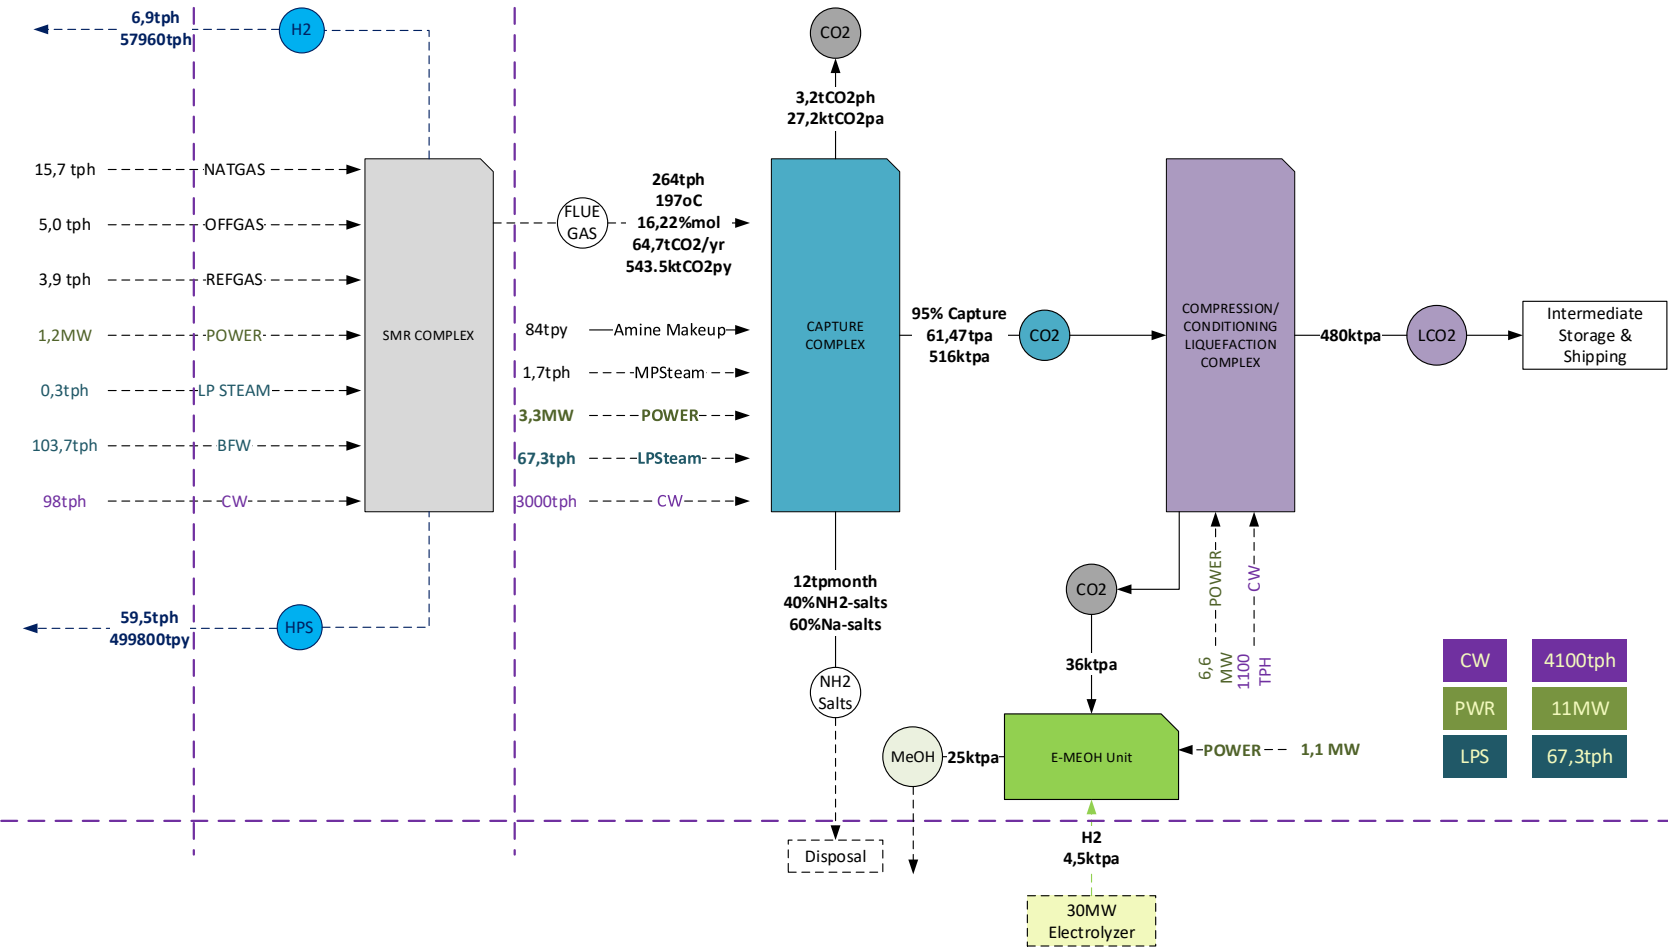 6,9tph
57960tph
H2
CO2
3,2tCO2ph
27,2ktCO2pa
15,7 tph
NATGAS
5,0 tph
OFFGAS
3,9 tph
REFGAS
1,2MW
POWER
0,3tph
LP STEAM
103,7tph
BFW
98tph
CW
SMR COMPLEX
59,5tph
499800tpy
HPS
FLUE
GAS
264tph
197oC
16,22%mol
64,7tCO2/yr
543.5ktCO2py
84tpy
Amine Makeup
1,7tph
MPSteam
3,3MW
POWER
67,3tph
LPSteam
3000tph
CW
CAPTURE
COMPLEX
95% Capture
61,47tpa
516ktpa
CO2
COMPRESSION/
CONDITIONING
LIQUEFACTION
COMPLEX
480ktpa
LCO2
Intermediate
Storage &
Shipping
12tpmonth
40%NH2-salts
60%Na-salts
NH2
Salts
Disposal
CO2
36ktpa
POWER
6,6
MW
CW
1100
TPH
MeOH
25ktpa
E-MEOH Unit
POWER
1,1 MW
H2
4,5ktpa
30MW
Electrolyzer
CW
4100tph
PWR
11MW
LPS
67,3tph